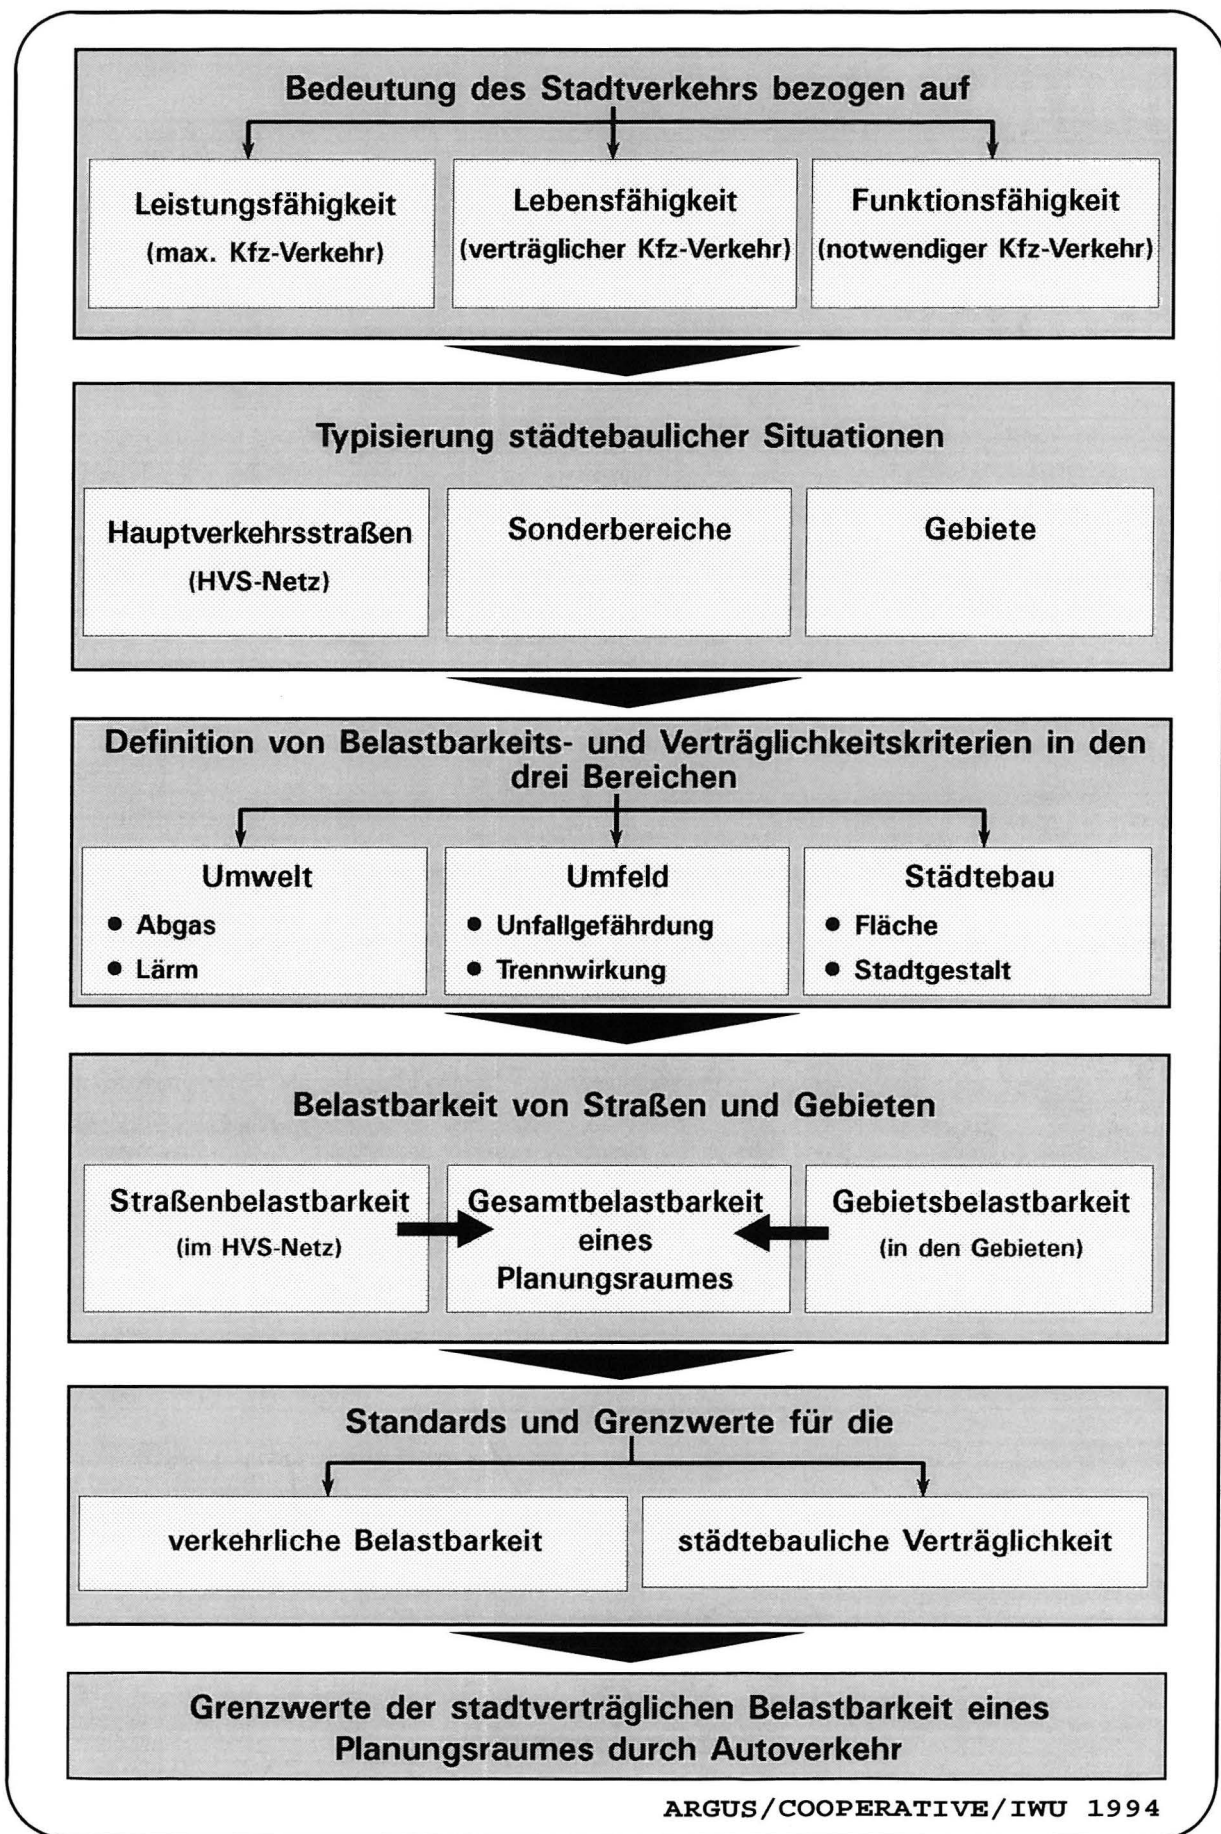 Bedeutung des Stadtverkehrs bezogen auf
Leistungsfähigkeit
(max. Kfz-Verkehr)
Lebensfähigkeit
(verträglicher Kfz-Verkehr)
Funktionsfähigkeit
(notwendiger Kfz-Verkehr)
Typisierung städtebaulicher Situationen
Hauptverkehrsstraßen
(HVS-Netz)
Sonderbereiche
Gebiete
Definition von Belastbarkeits- und Verträglichkeitskriterien in den
drei Bereichen
Umwelt
● Abgas
● Lärm
Umfeld
● Unfallgefährdung
● Trennwirkung
Städtebau
● Fläche
● Stadtgestalt
Belastbarkeit von Straßen und Gebieten
Straßenbelastbarkeit
(im HVS-Netz)
Gesamtbelastbarkeit
eines
Planungsraumes
Gebietsbelastbarkeit
(in den Gebieten)
Standards und Grenzwerte für die
verkehrliche Belastbarkeit
städtebauliche Verträglichkeit
Grenzwerte der stadtverträglichen Belastbarkeit eines
Planungsraumes durch Autoverkehr
ARGUS/COOPERATIVE/IWU 1994